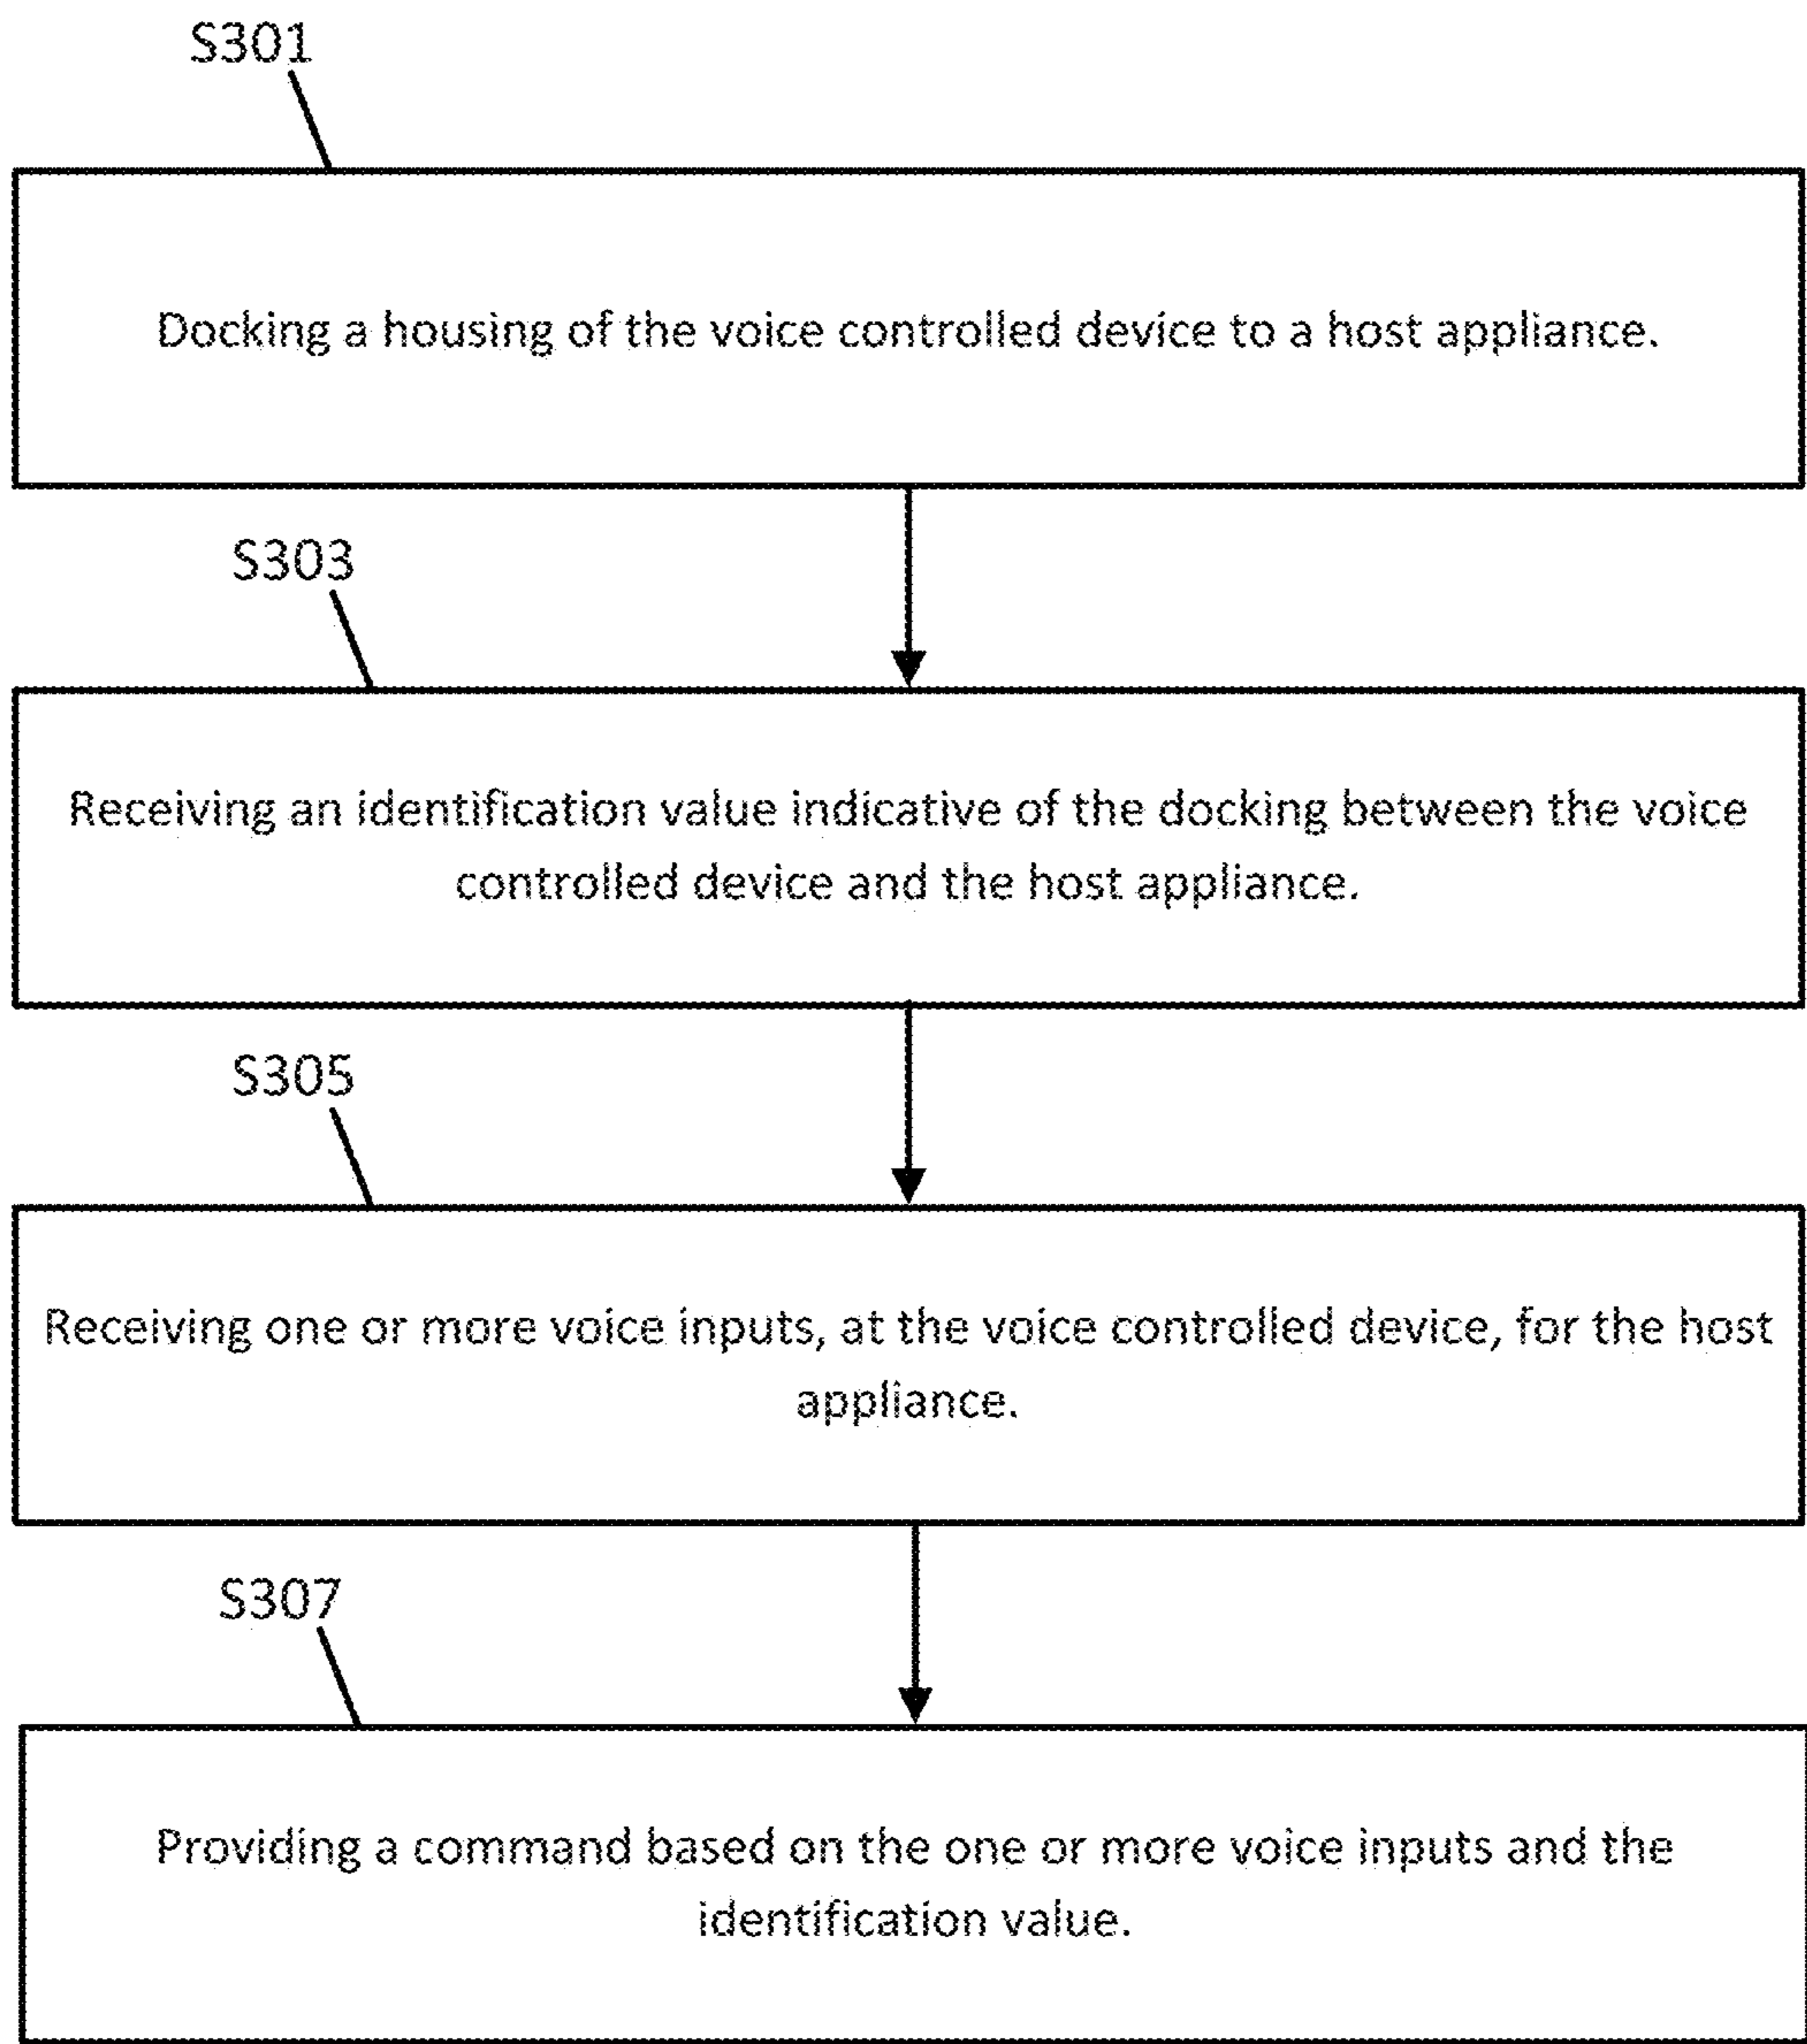 S301
Docking a housing of the voice controlled device to a host appliance.
S303
Receiving an identification value indicative of the docking between the voice
controlled device and the host appliance.
S305
Receiving one or more voice inputs, at the voice controlled device, for the host
appliance.
S307
Providing a command based on the one or more voice inputs and the
identification value.